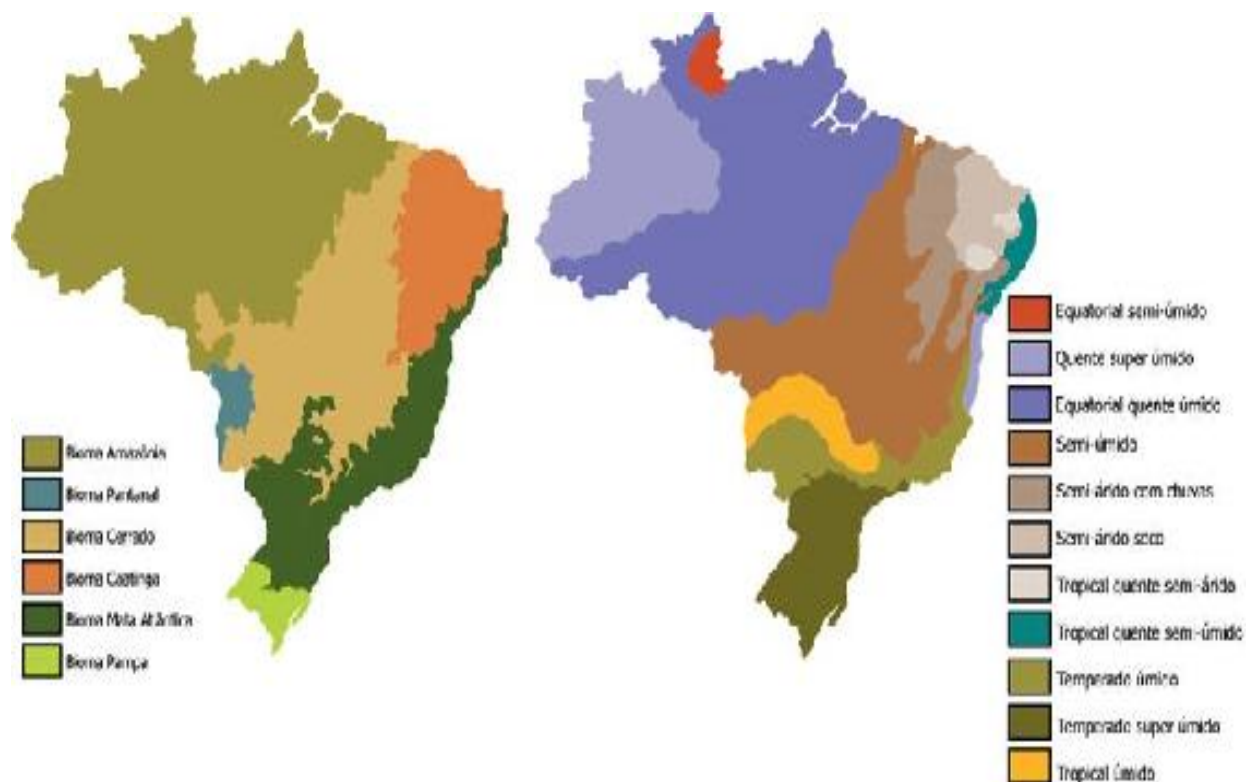 Bioma Amazônia
Bioma Pantanal
Bioma Cerrado
Bioma Caatinga
Bioma Mata Atlântica
Bioma Pampa
Equatorial semi-úmido
Quente super úmido
Equatorial quente úmido
Semi-úmido
Semi-árido com chuvas
Semi-árido seco
Tropical quente semi-árido
Tropical quente semi-úmido
Temperado úmido
Temperado super úmido
Tropical úmido